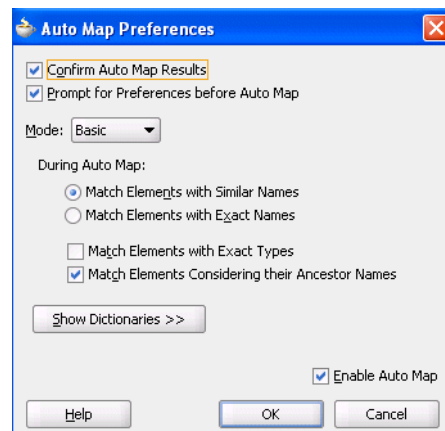 Auto Map Preferences
Confirm Auto Map Results
Prompt for Preferences before Auto Map
Mode: Basic
During Auto Map:
Match Elements with Similar Names
Match Elements with Exact Names
Match Elements with Exact Types
Match Elements Considering their Ancestor Names
Show Dictionaries >>
Enable Auto Map
Help OK Cancel